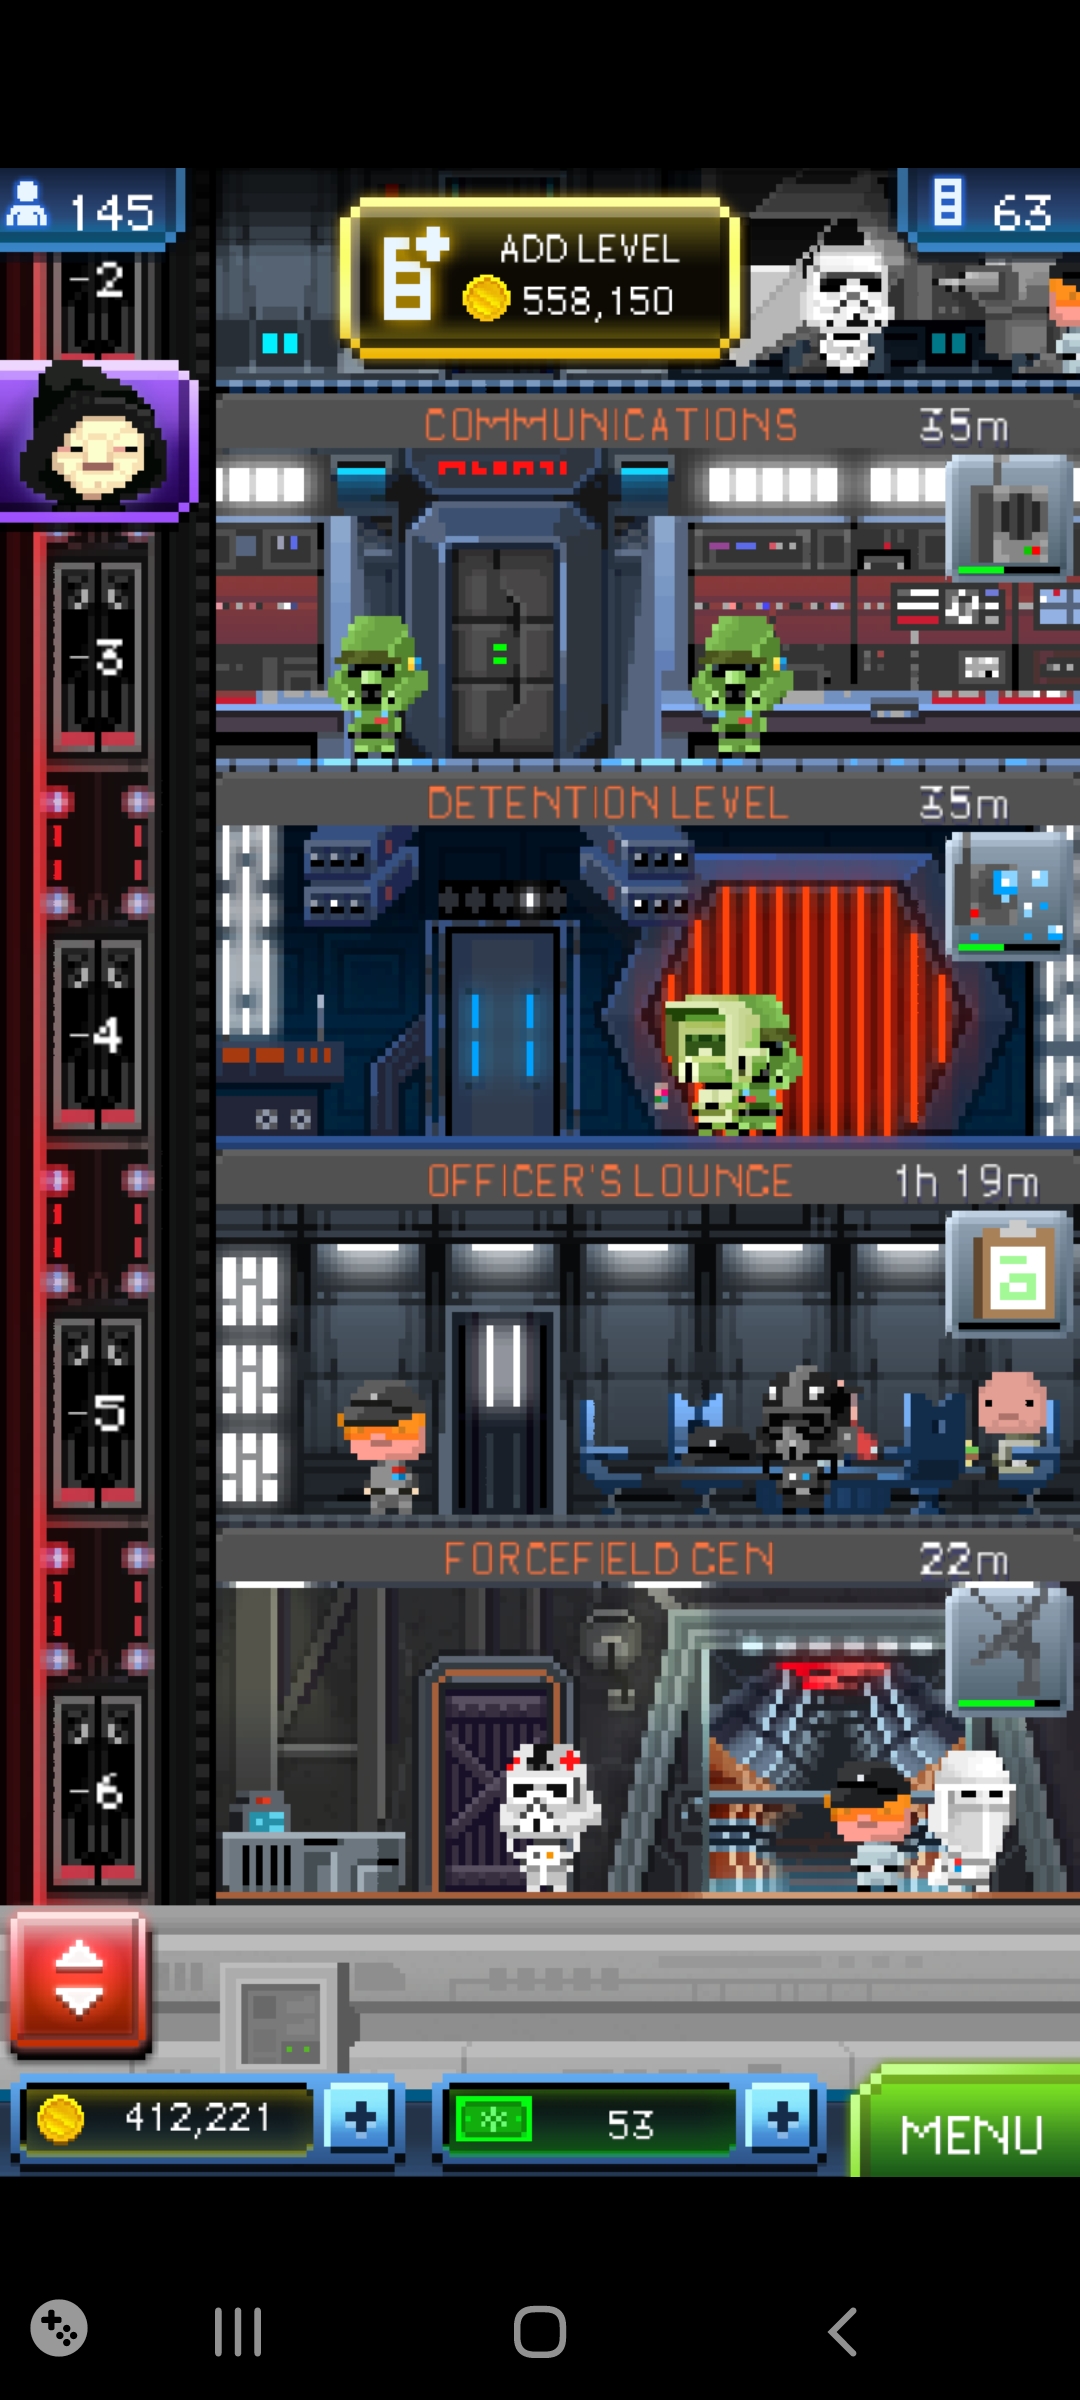 145
63
ADD LEVEL
558,150
-2
COMMUNICATIONS 35m
-3
DETENTION LEVEL 35m
-4
OFFICER'S LOUNGE 1h 19m
-5
FORCEFIELD GEN 22m
-6
412,221
53
MENU